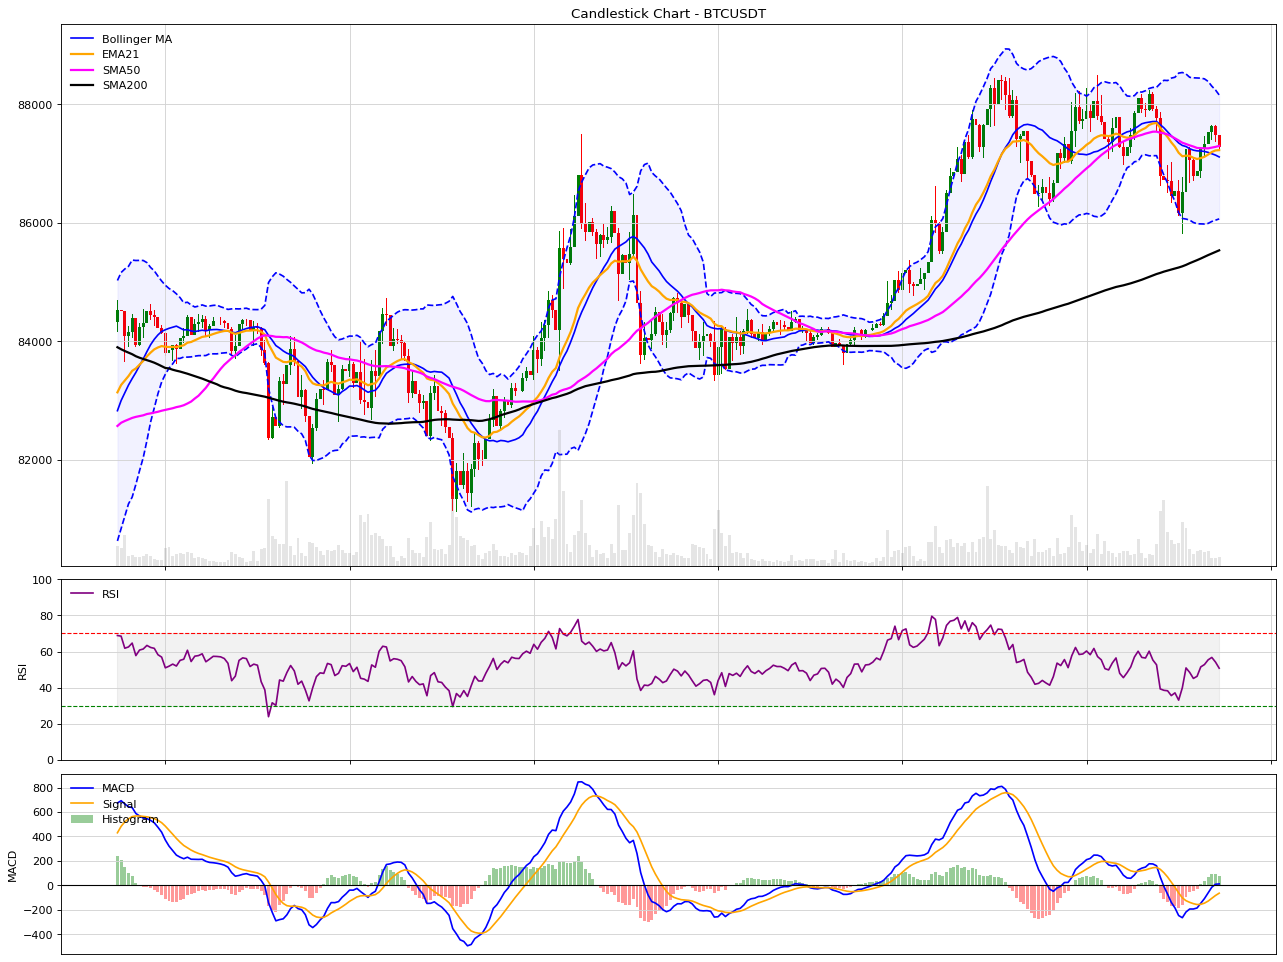 Candlestick Chart - BTCUSDT
Bollinger MA
EMA21
SMA50
SMA200
88000
86000
84000
82000
RSI
100
80
60
40
20
0
RSI
MACD
Signal
Histogram
800
600
400
200
0
−200
−400
MACD